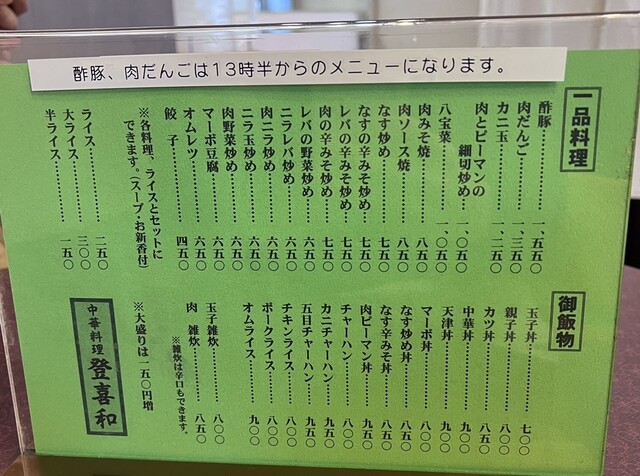 酢豚、肉だんごは13時半からのメニューになります。
一品料理
酢豚…………一、五五〇
肉だんご…………一、三五〇
カニ玉…………一、二五〇
肉とピーマンの
細切炒め…一、〇五〇
八宝菜…………一、〇五〇
肉みそ焼…………八五〇
肉ソース焼…………八五〇
なす炒め…………七五〇
なすの辛みそ炒め……七五〇
レバの辛みそ炒め……七五〇
肉の辛みそ炒め………七五〇
レバの野菜炒め………六五〇
ニラレバ炒め…………六五〇
肉ニラ炒め…………六五〇
ニラ玉炒め…………六五〇
肉野菜炒め…………六五〇
マーボ豆腐…………六五〇
オムレツ…………六五〇
餃 子…………四五〇
※各料理、ライスとセットに
できます。(スープ・お新香付)
ライス…………二五〇
大ライス…………三〇〇
半ライス…………一五〇
御飯物
玉子丼…………七〇〇
親子丼…………八〇〇
カツ丼…………八五〇
中華丼…………九〇〇
天津丼…………九〇〇
マーボ丼…………八〇〇
なす炒め丼…………八五〇
なす辛みそ丼…………八五〇
肉ピーマン丼…………九五〇
チャーハン…………八〇〇
カニチャーハン………九五〇
五目チャーハン………九五〇
チキンライス…………八〇〇
ポークライス…………八〇〇
オムライス…………九〇〇
玉子雑炊…………八〇〇
肉 雑炊…………八五〇
※雑炊は辛口もできます。
※大盛りは一五〇円増
中華料理 登喜和